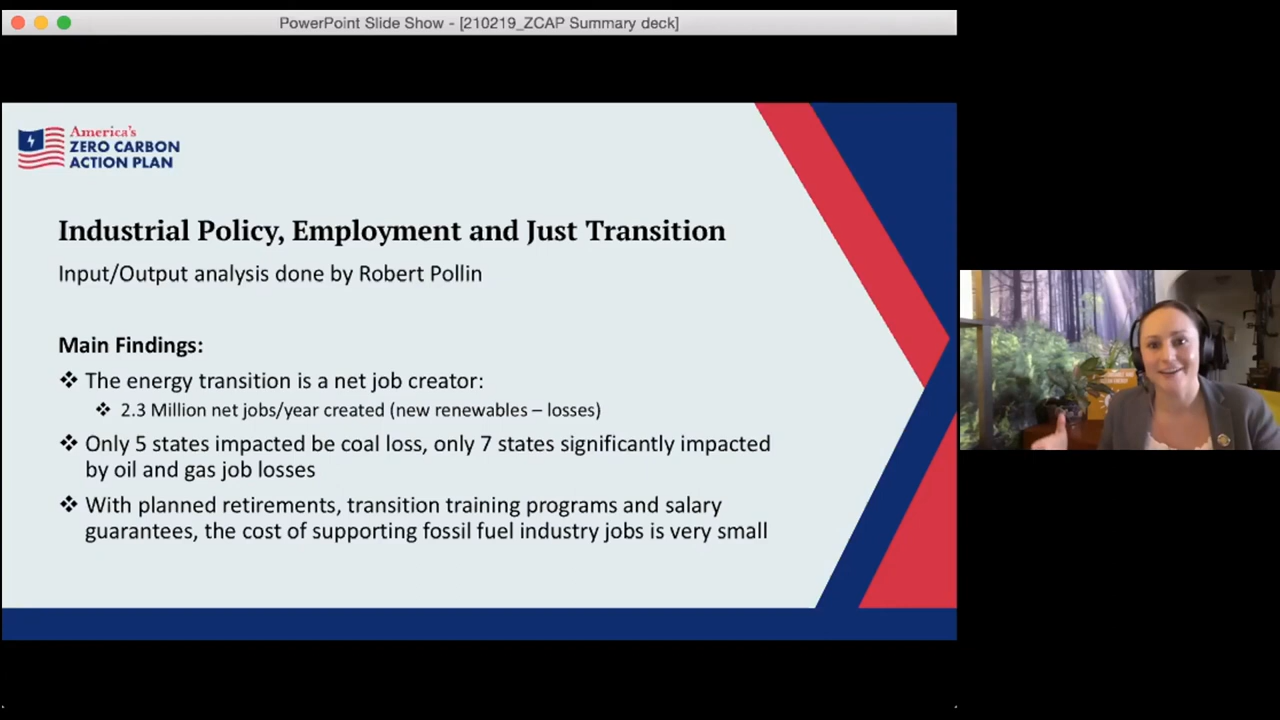 PowerPoint Slide Show - [210219_ZCAP Summary deck]
America's
ZERO CARBON
ACTION PLAN
Industrial Policy, Employment and Just Transition
Input/Output analysis done by Robert Pollin
Main Findings:
❖ The energy transition is a net job creator:
❖ 2.3 Million net jobs/year created (new renewables – losses)
❖ Only 5 states impacted be coal loss, only 7 states significantly impacted
by oil and gas job losses
❖ With planned retirements, transition training programs and salary
guarantees, the cost of supporting fossil fuel industry jobs is very small